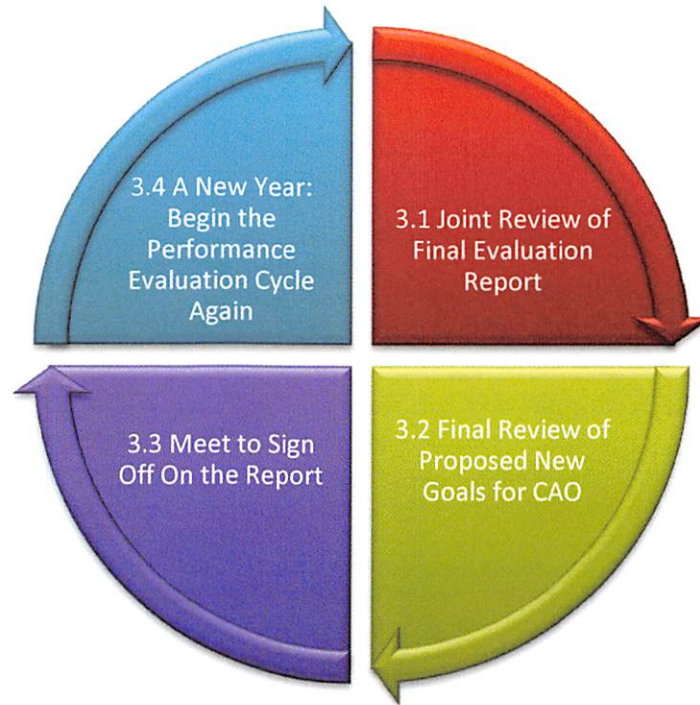 3.1 Joint Review of
Final Evaluation
Report
3.2 Final Review of
Proposed New
Goals for CAO
3.3 Meet to Sign
Off On the Report
3.4 A New Year:
Begin the
Performance
Evaluation Cycle
Again